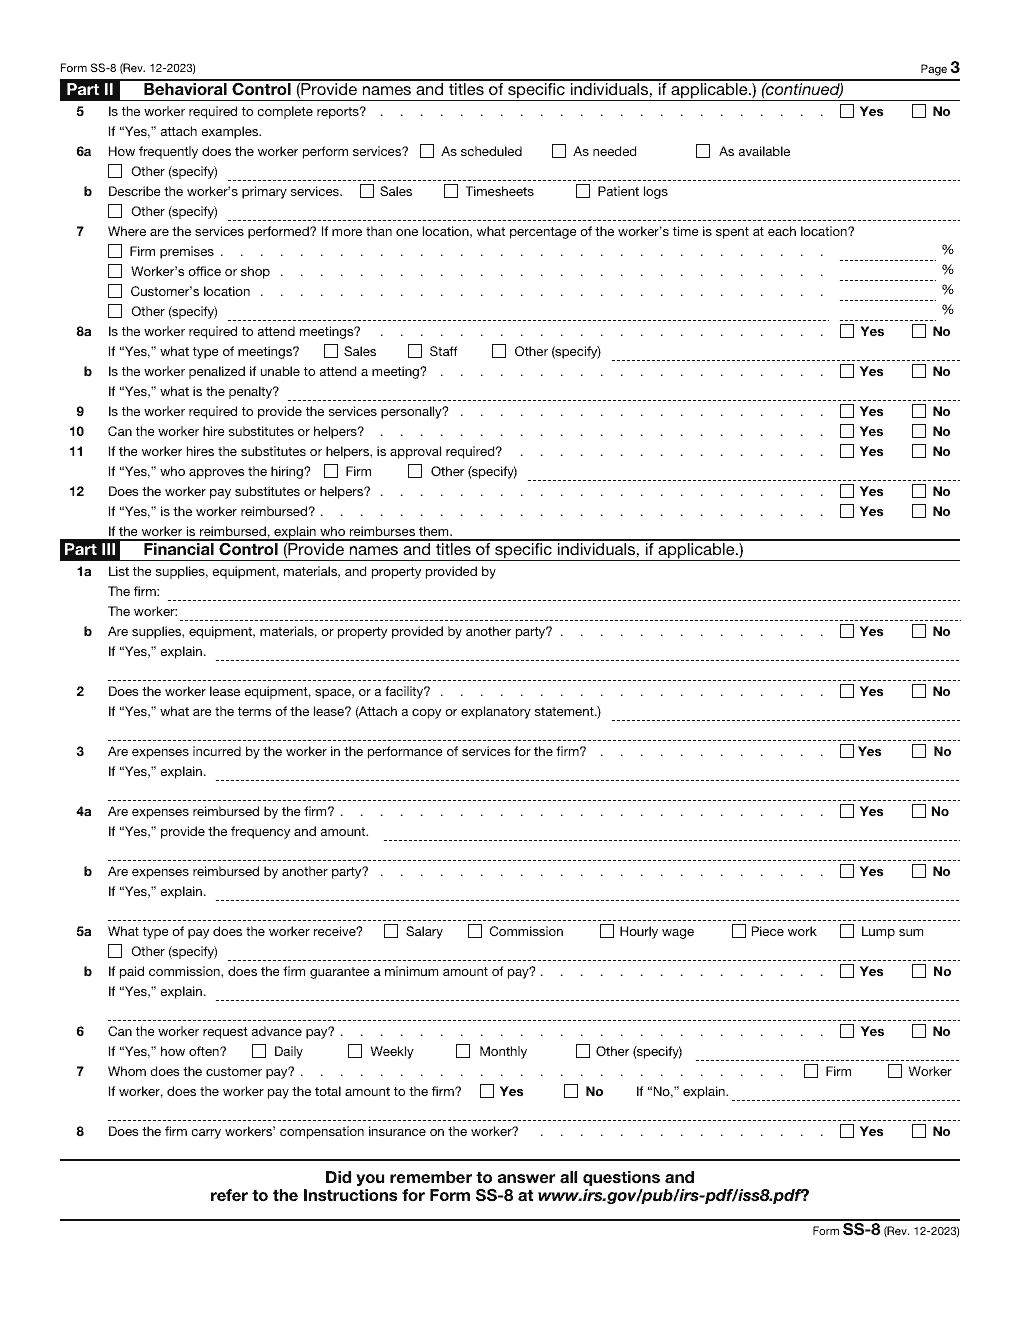 Form SS-8 (Rev. 12-2023) Page 3
Part II Behavioral Control (Provide names and titles of specific individuals, if applicable.) (continued)
5 Is the worker required to complete reports? Yes No
If “Yes,” attach examples.
6a How frequently does the worker perform services? As scheduled As needed As available
Other (specify)
b Describe the worker’s primary services. Sales Timesheets Patient logs
Other (specify)
7 Where are the services performed? If more than one location, what percentage of the worker’s time is spent at each location?
Firm premises %
Worker’s office or shop %
Customer’s location %
Other (specify) %
8a Is the worker required to attend meetings? Yes No
If “Yes,” what type of meetings? Sales Staff Other (specify)
b Is the worker penalized if unable to attend a meeting? Yes No
If “Yes,” what is the penalty?
9 Is the worker required to provide the services personally? Yes No
10 Can the worker hire substitutes or helpers? Yes No
11 If the worker hires the substitutes or helpers, is approval required? Yes No
If “Yes,” who approves the hiring? Firm Other (specify)
12 Does the worker pay substitutes or helpers? Yes No
If “Yes,” is the worker reimbursed? Yes No
If the worker is reimbursed, explain who reimburses them.
Part III Financial Control (Provide names and titles of specific individuals, if applicable.)
1a List the supplies, equipment, materials, and property provided by
The firm:
The worker:
b Are supplies, equipment, materials, or property provided by another party? Yes No
If “Yes,” explain.
2 Does the worker lease equipment, space, or a facility? Yes No
If “Yes,” what are the terms of the lease? (Attach a copy or explanatory statement.)
3 Are expenses incurred by the worker in the performance of services for the firm? Yes No
If “Yes,” explain.
4a Are expenses reimbursed by the firm? Yes No
If “Yes,” provide the frequency and amount.
b Are expenses reimbursed by another party? Yes No
If “Yes,” explain.
5a What type of pay does the worker receive? Salary Commission Hourly wage Piece work Lump sum
Other (specify)
b If paid commission, does the firm guarantee a minimum amount of pay? Yes No
If “Yes,” explain.
6 Can the worker request advance pay? Yes No
If “Yes,” how often? Daily Weekly Monthly Other (specify)
7 Whom does the customer pay? Firm Worker
If worker, does the worker pay the total amount to the firm? Yes No If “No,” explain.
8 Does the firm carry workers’ compensation insurance on the worker? Yes No
Did you remember to answer all questions and
refer to the Instructions for Form SS-8 at www.irs.gov/pub/irs-pdf/iss8.pdf?
Form SS-8 (Rev. 12-2023)